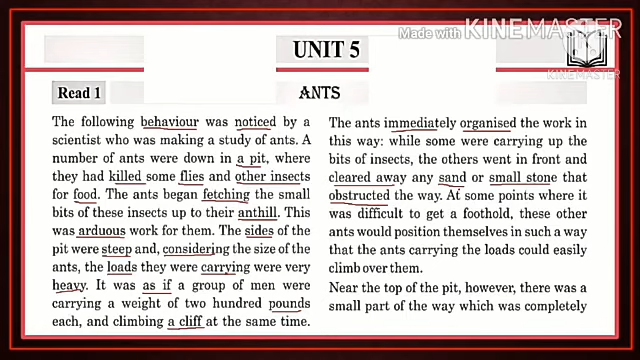 Made with KINEMASTER
UNIT 5
KINEMASTER
Read 1
ANTS
The following behaviour was noticed by a
scientist who was making a study of ants. A
number of ants were down in a pit, where
they had killed some flies and other insects
for food. The ants began fetching the small
bits of these insects up to their anthill. This
was arduous work for them. The sides of the
pit were steep and, considering the size of the
ants, the loads they were carrying were very
heavy. It was as if a group of men were
carrying a weight of two hundred pounds
each, and climbing a cliff at the same time.
The ants immediately organised the work in
this way: while some were carrying up the
bits of insects, the others went in front and
cleared away any sand or small stone that
obstructed the way. At some points where it
was difficult to get a foothold, these other
ants would position themselves in such a way
that the ants carrying the loads could easily
climb over them.
Near the top of the pit, however, there was a
small part of the way which was completely